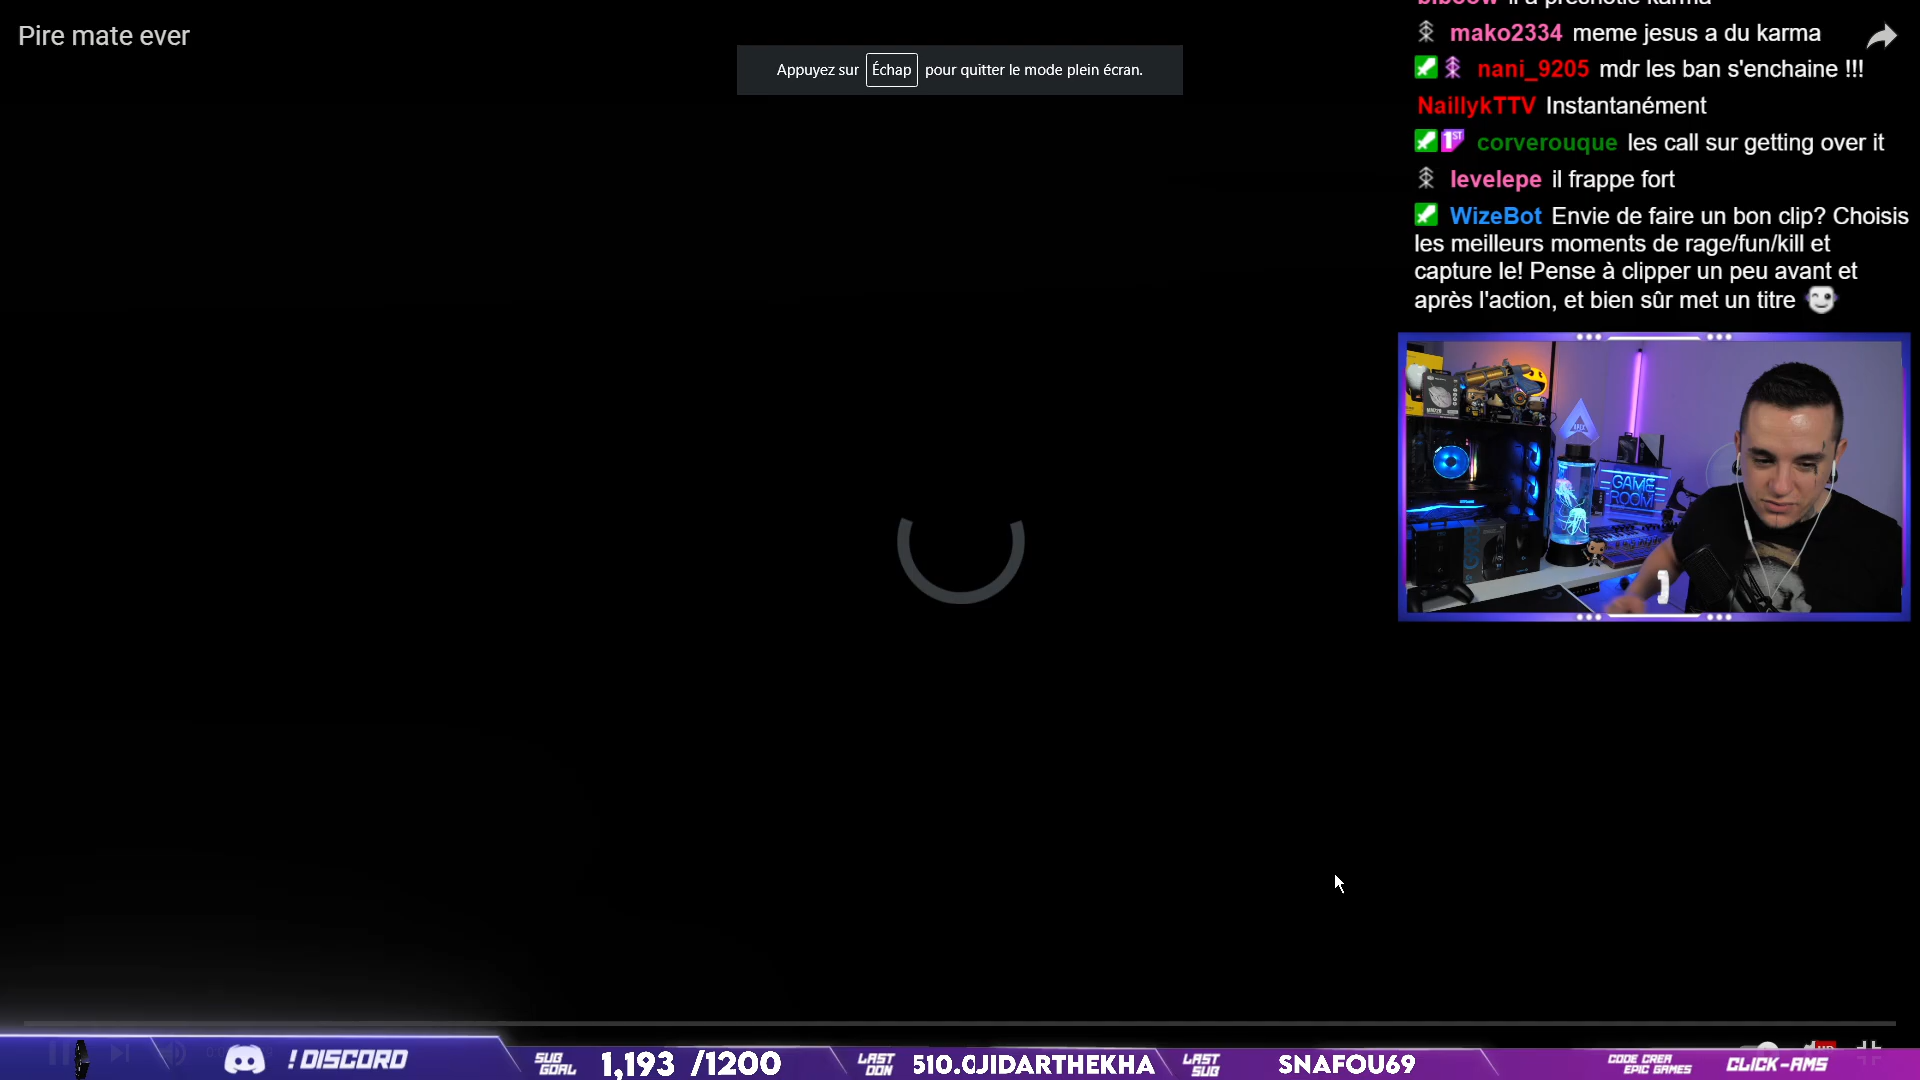 Pire mate ever
Appuyez sur Échap pour quitter le mode plein écran.
mako2334 meme jesus a du karma
nani_9205 mdr les ban s'enchaine !!!
NaillykTTV Instantanément
1ST corverouque les call sur getting over it
levelepe il frappe fort
WizeBot Envie de faire un bon clip? Choisis
les meilleurs moments de rage/fun/kill et
capture le! Pense à clipper un peu avant et
après l'action, et bien sûr met un titre
GAME
ROOM
! DISCORD
SUB
GOAL
1,193 /1200
LAST
DON
JIDARTHEKHA
LAST
SUB
SNAFOU69
CODE CREA
EPIC GAMES
CLICK-AMS